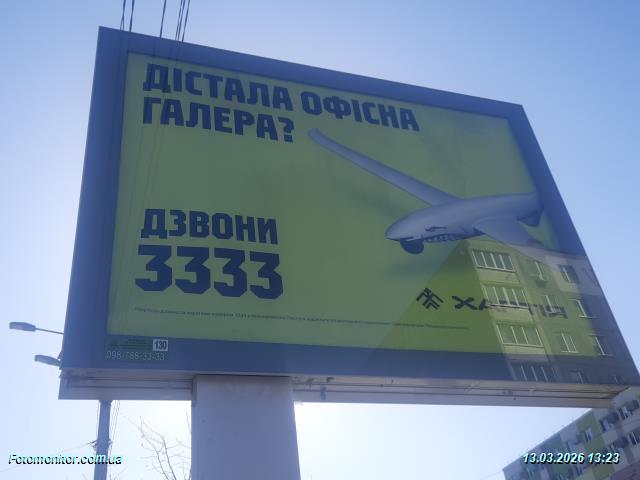 ДІСТАЛА ОФІСНА
ГАЛЕРА?
ДЗВОНИ
3333
ХАРТІЯ
130
098-788-33-33
Fotomonitor.com.ua
13.03.2026 13:23